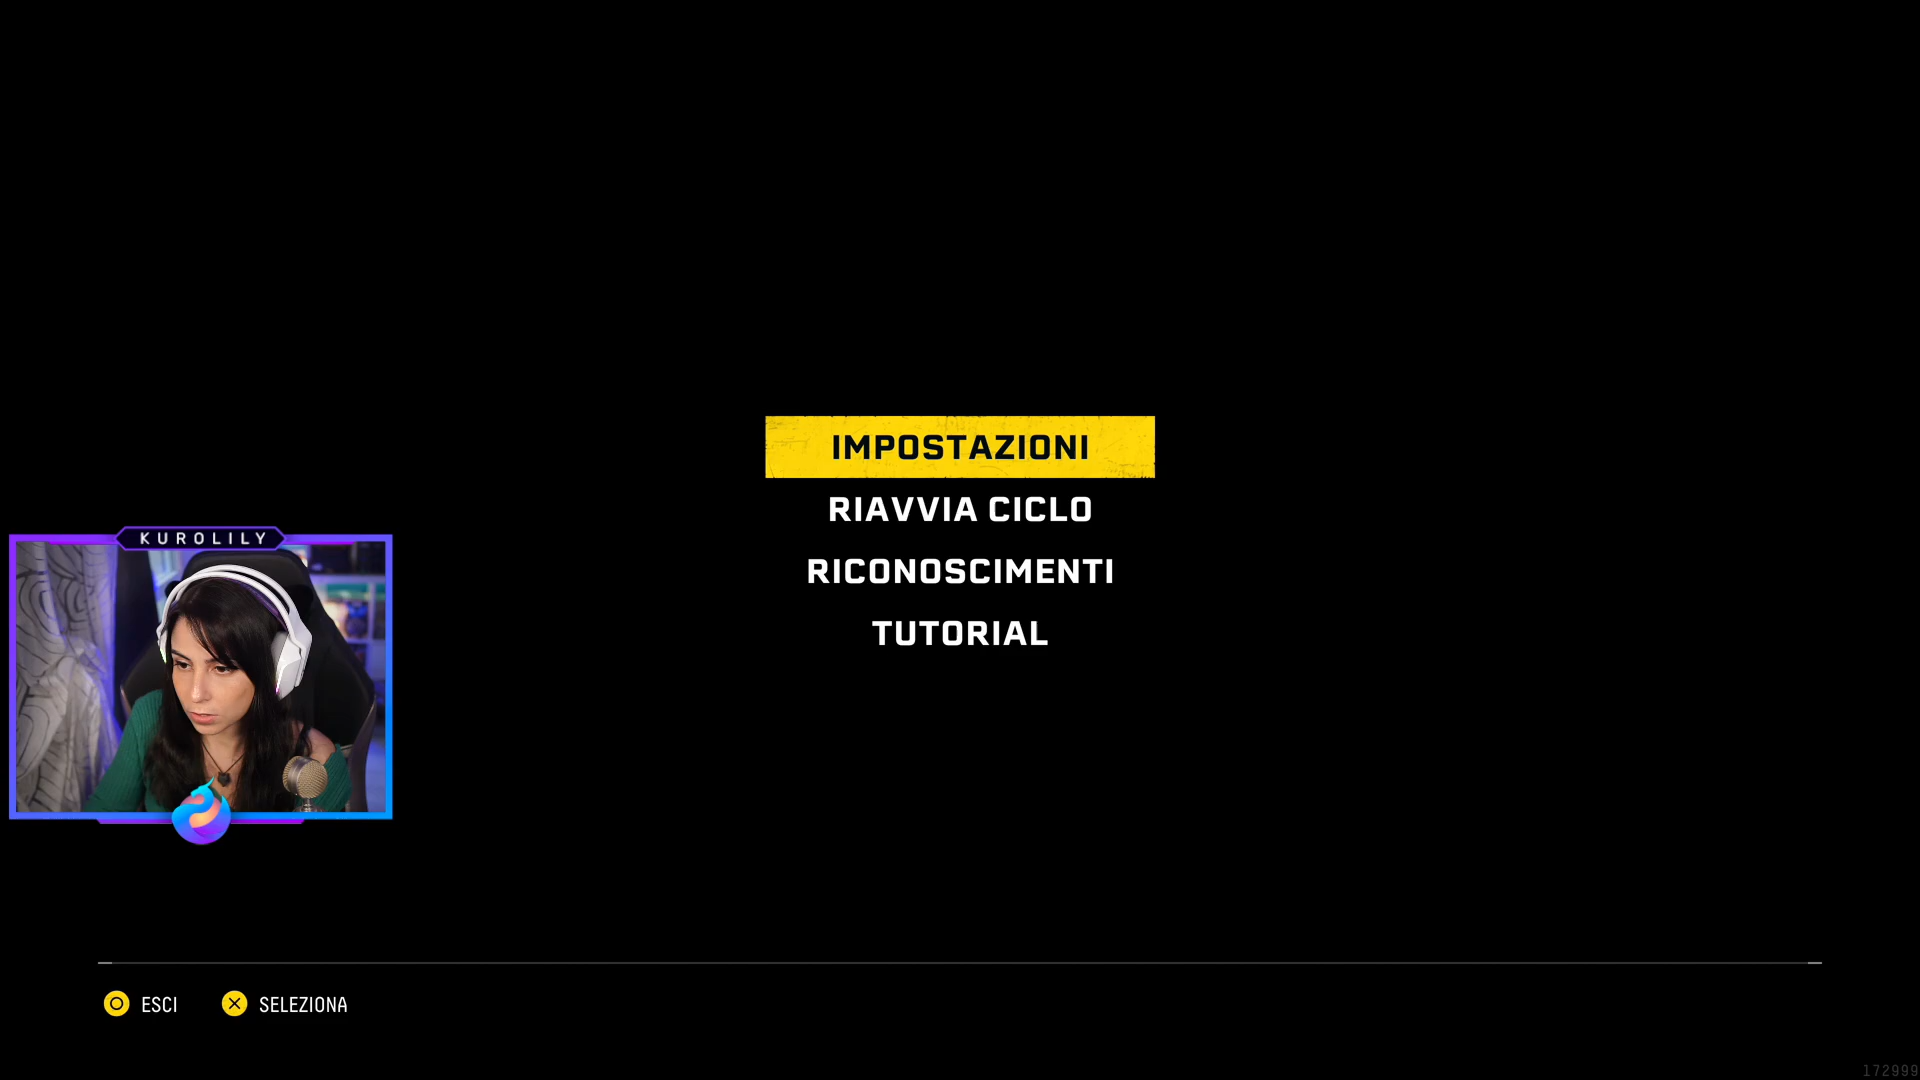 IMPOSTAZIONI
RIAVVIA CICLO
RICONOSCIMENTI
TUTORIAL
KUROLILY
ESCI
SELEZIONA
172999